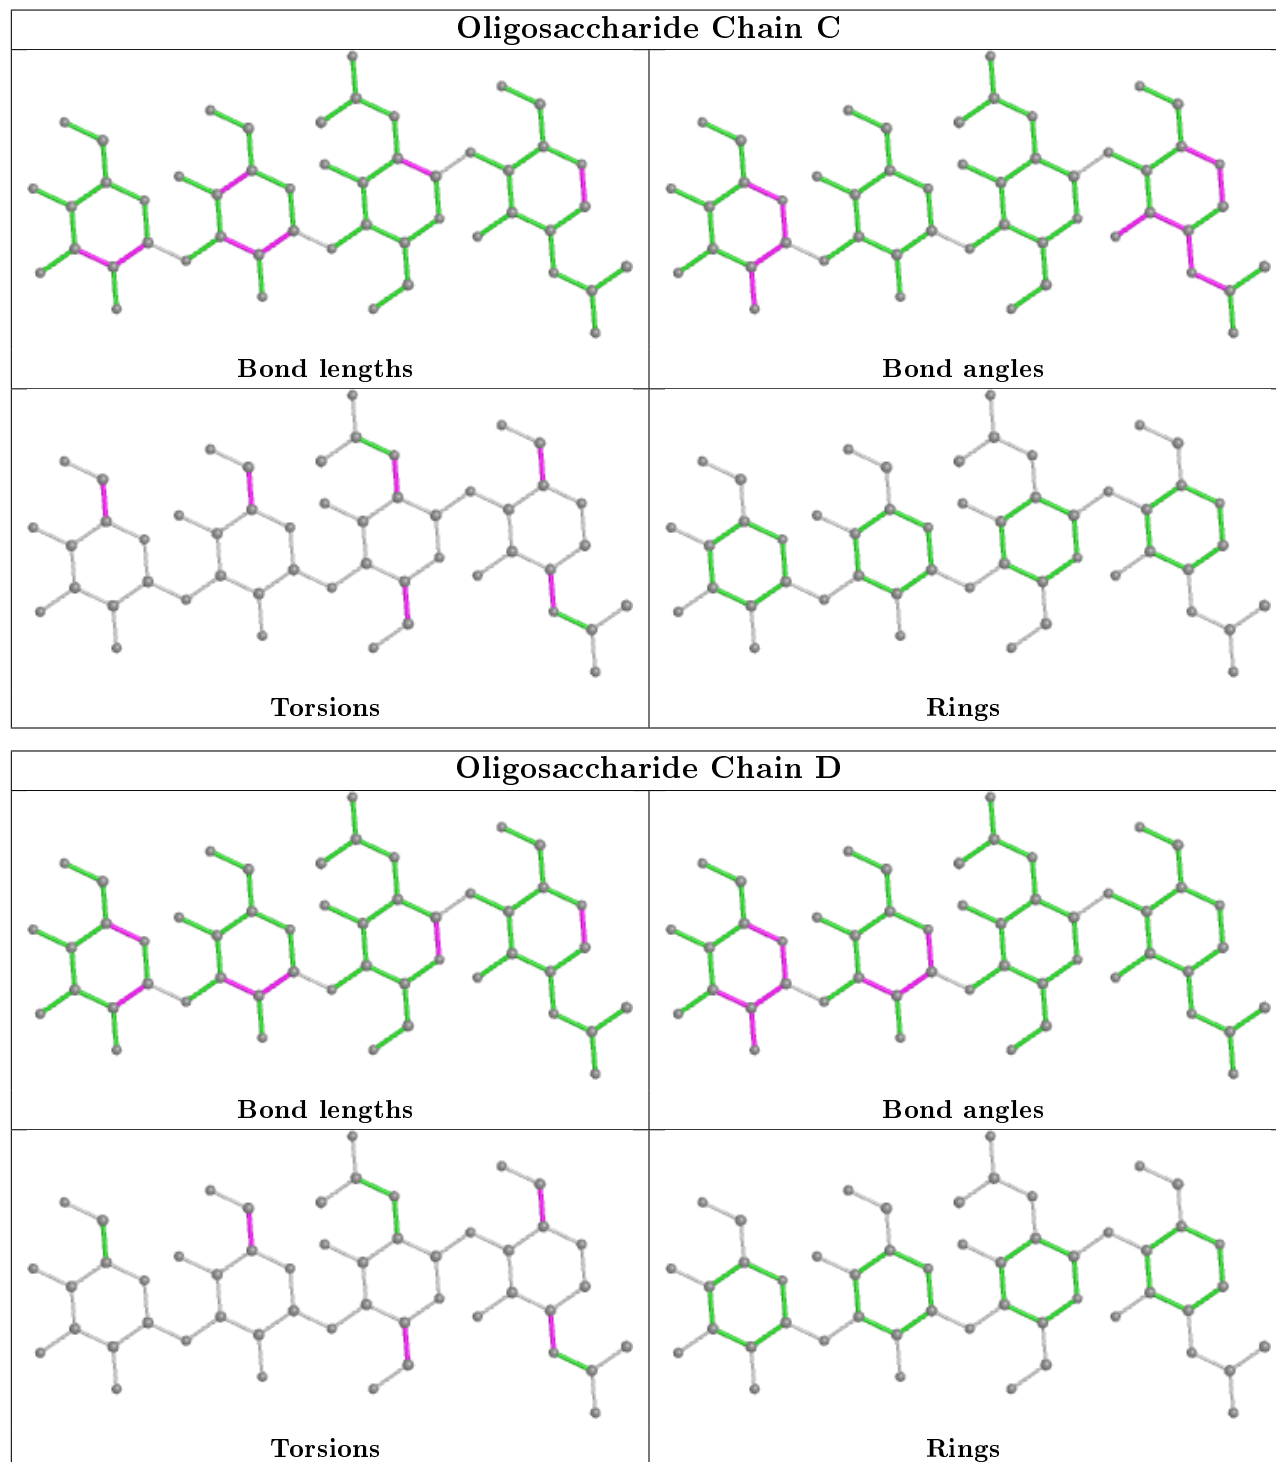 Oligosaccharide Chain C
Bond lengths
Bond angles
Torsions
Rings
Oligosaccharide Chain D
Bond lengths
Bond angles
Torsions
Rings